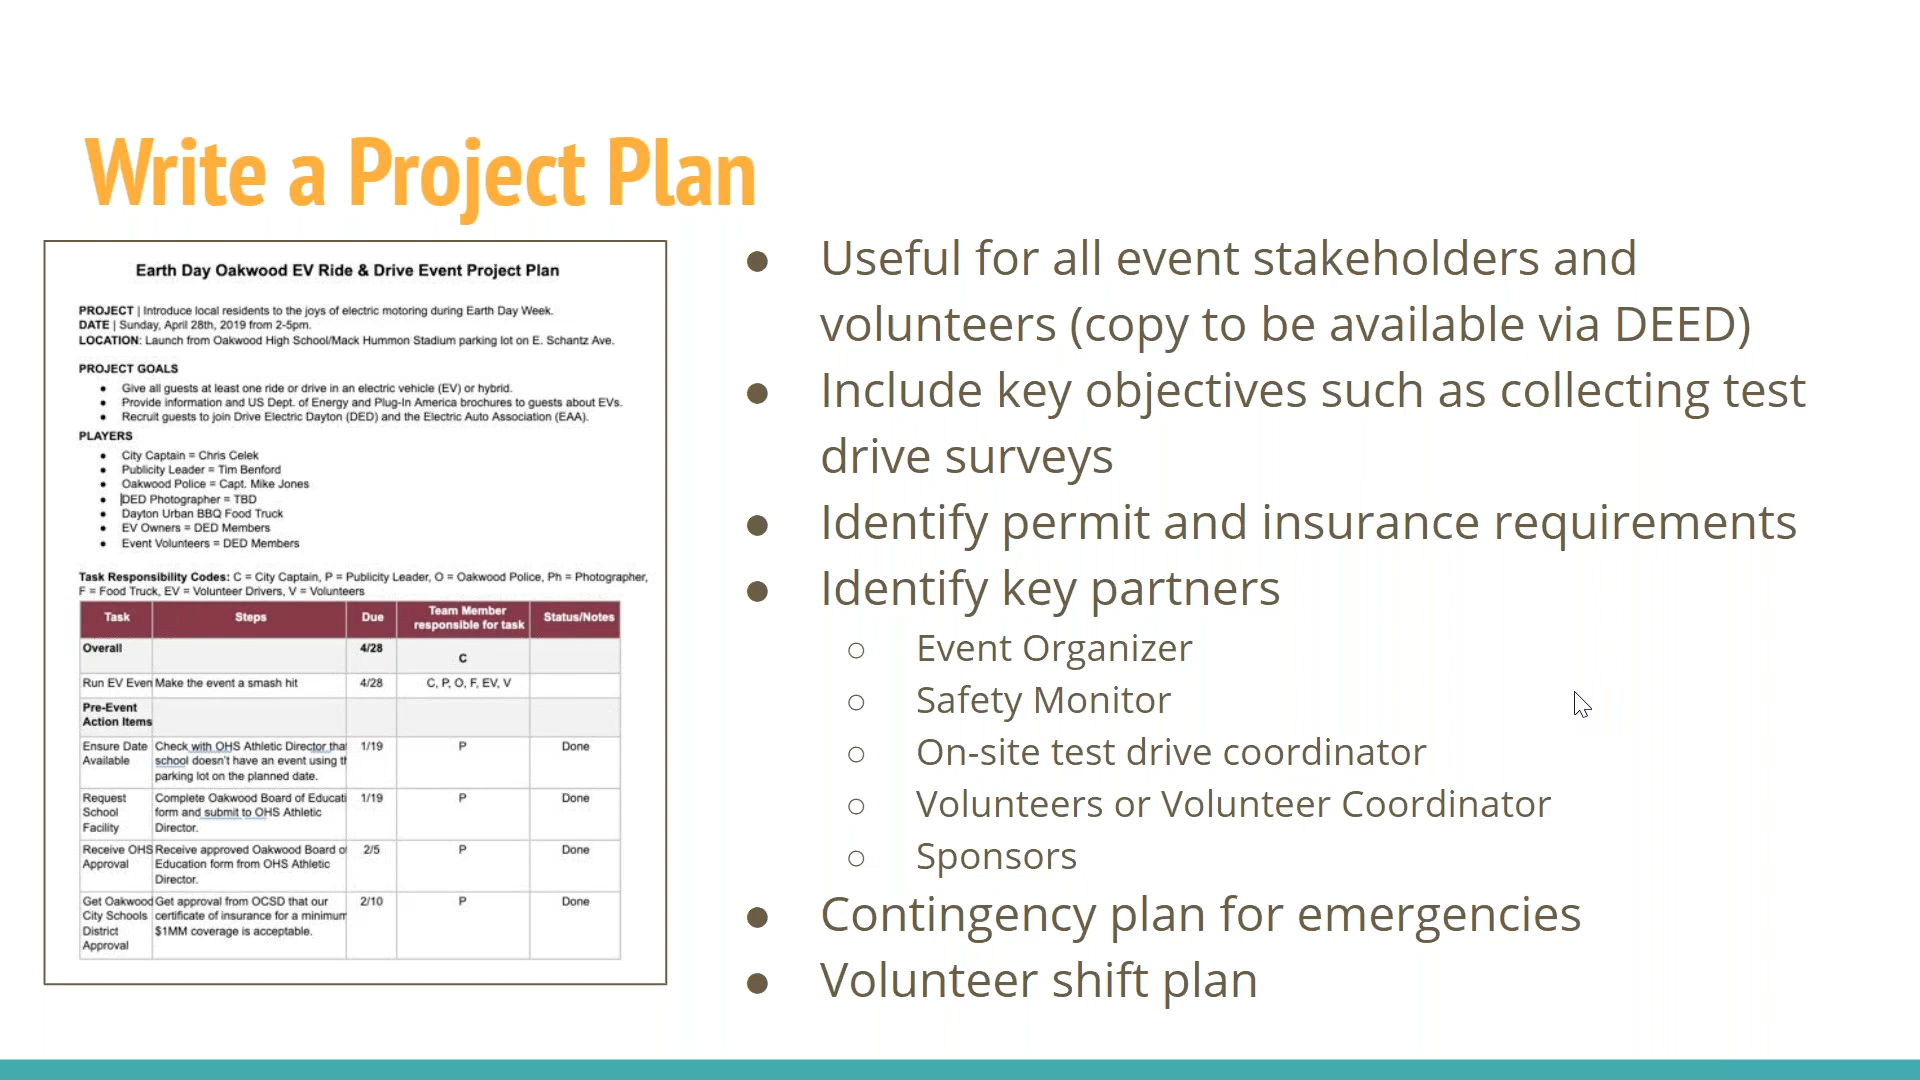 Write a Project Plan
Earth Day Oakwood EV Ride & Drive Event Project Plan
PROJECT | Introduce local residents to the joys of electric motoring during Earth Day Week.
DATE | Sunday, April 28th, 2019 from 2-5pm.
LOCATION: Launch from Oakwood High School/Mack Hummon Stadium parking lot on E. Schantz Ave.
PROJECT GOALS
● Give all guests at least one ride or drive in an electric vehicle (EV) or hybrid.
● Provide information and US Dept. of Energy and Plug-In America brochures to guests about EVs.
● Recruit guests to join Drive Electric Dayton (DED) and the Electric Auto Association (EAA).
PLAYERS
● City Captain = Chris Celek
● Publicity Leader = Tim Benford
● Oakwood Police = Capt. Mike Jones
● DED Photographer = TBD
● Dayton Urban BBQ Food Truck
● EV Owners = DED Members
● Event Volunteers = DED Members
Task Responsibility Codes: C = City Captain, P = Publicity Leader, O = Oakwood Police, Ph = Photographer,
F = Food Truck, EV = Volunteer Drivers, V = Volunteers
Task Steps Due Team Member responsible for task Status/Notes
Overall 4/28 C
Run EV Even Make the event a smash hit 4/28 C, P, O, F, EV, V
Pre-Event
Action Items
Ensure Date Check with OHS Athletic Director tha 1/19 P Done
Available school doesn't have an event using th
parking lot on the planned date.
Request Complete Oakwood Board of Educati 1/19 P Done
School form and submit to OHS Athletic
Facility Director.
Receive OHS Receive approved Oakwood Board o 2/5 P Done
Approval Education form from OHS Athletic
Director.
Get Oakwood Get approval from OCSD that our 2/10 P Done
City Schools certificate of insurance for a minimum
District $1MM coverage is acceptable.
Approval
● Useful for all event stakeholders and
volunteers (copy to be available via DEED)
● Include key objectives such as collecting test
drive surveys
● Identify permit and insurance requirements
● Identify key partners
○ Event Organizer
○ Safety Monitor
○ On-site test drive coordinator
○ Volunteers or Volunteer Coordinator
○ Sponsors
● Contingency plan for emergencies
● Volunteer shift plan